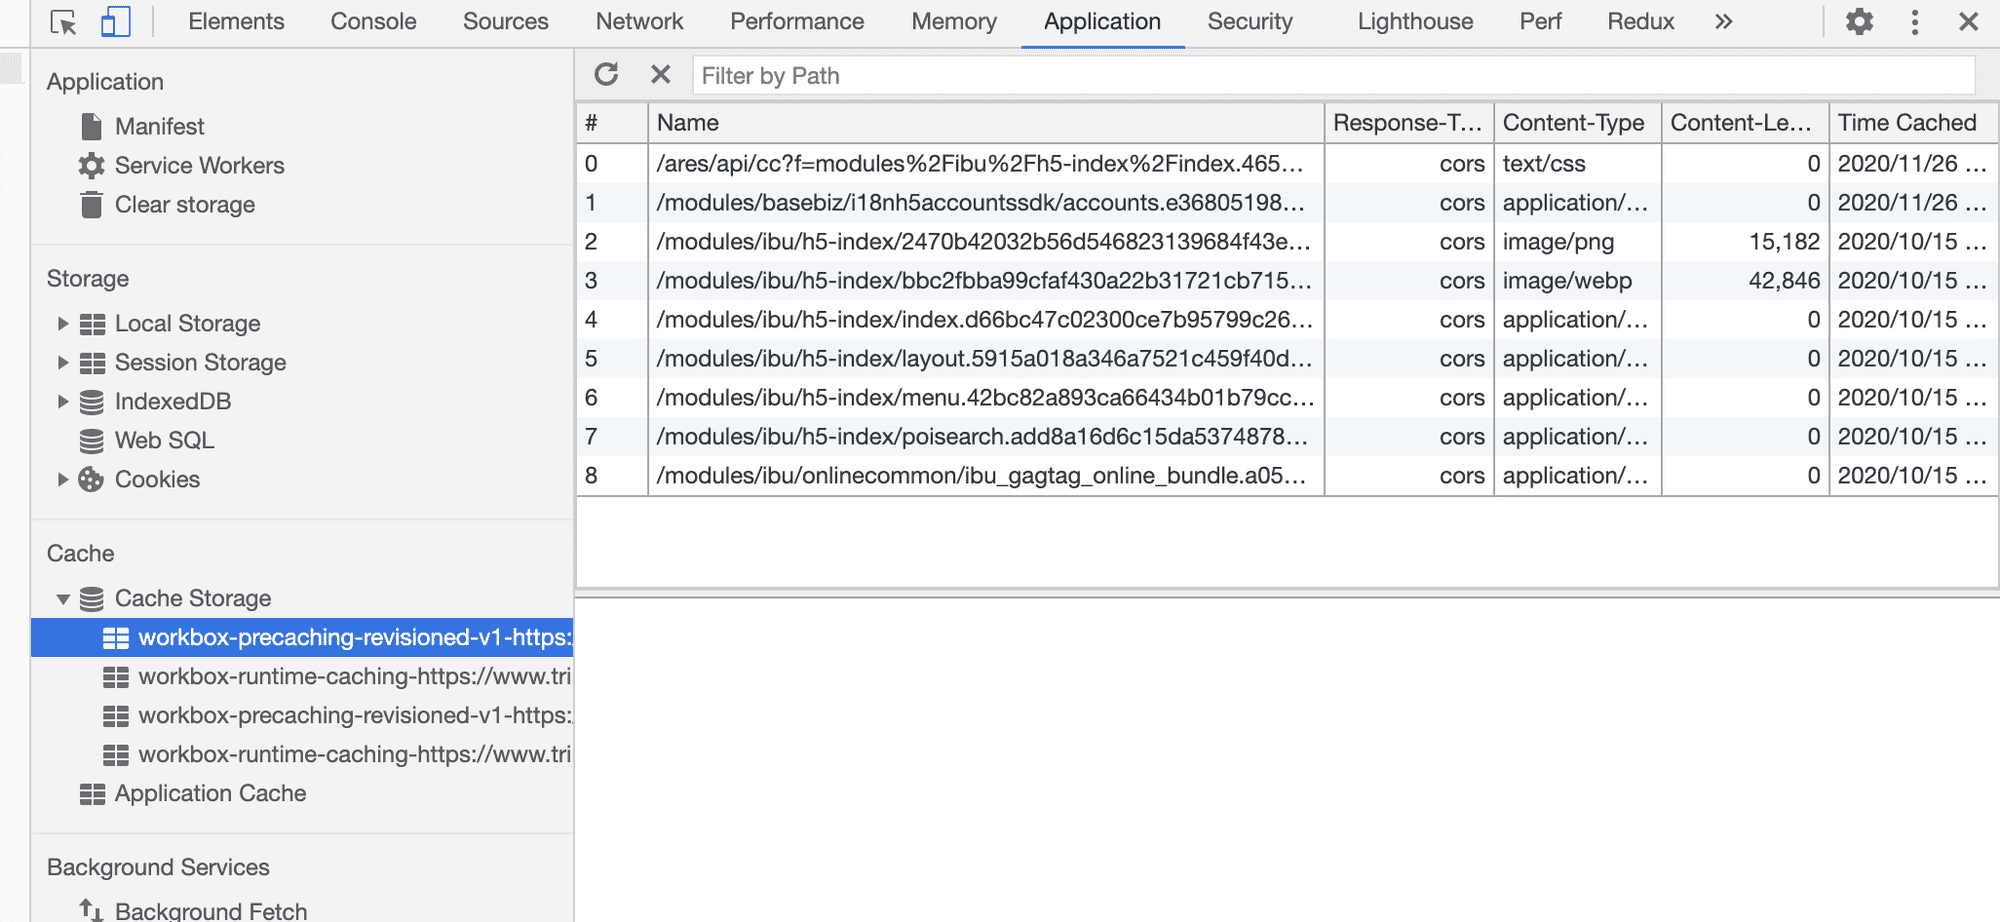 Elements Console Sources Network Performance Memory Application Security Lighthouse Perf Redux »
Application
Manifest
Service Workers
Clear storage
Storage
Local Storage
Session Storage
IndexedDB
Web SQL
Cookies
Cache
Cache Storage
workbox-precaching-revisioned-v1-https:
workbox-runtime-caching-https://www.tri
workbox-precaching-revisioned-v1-https:
workbox-runtime-caching-https://www.tri
Application Cache
Background Services
Background Fetch
Filter by Path
# Name Response-T... Content-Type Content-Le... Time Cached
0 /ares/api/cc?f=modules%2Fibu%2Fh5-index%2Findex.465... cors text/css 0 2020/11/26 ...
1 /modules/basebiz/i18nh5accountssdk/accounts.e36805198... cors application/... 0 2020/11/26 ...
2 /modules/ibu/h5-index/2470b42032b56d546823139684f43e... cors image/png 15,182 2020/10/15 ...
3 /modules/ibu/h5-index/bbc2fbba99cfaf430a22b31721cb715... cors image/webp 42,846 2020/10/15 ...
4 /modules/ibu/h5-index/index.d66bc47c02300ce7b95799c26... cors application/... 0 2020/10/15 ...
5 /modules/ibu/h5-index/layout.5915a018a346a7521c459f40d... cors application/... 0 2020/10/15 ...
6 /modules/ibu/h5-index/menu.42bc82a893ca66434b01b79cc... cors application/... 0 2020/10/15 ...
7 /modules/ibu/h5-index/poisearch.add8a16d6c15da5374878... cors application/... 0 2020/10/15 ...
8 /modules/ibu/onlinecommon/ibu_gagtag_online_bundle.a05... cors application/... 0 2020/10/15 ...